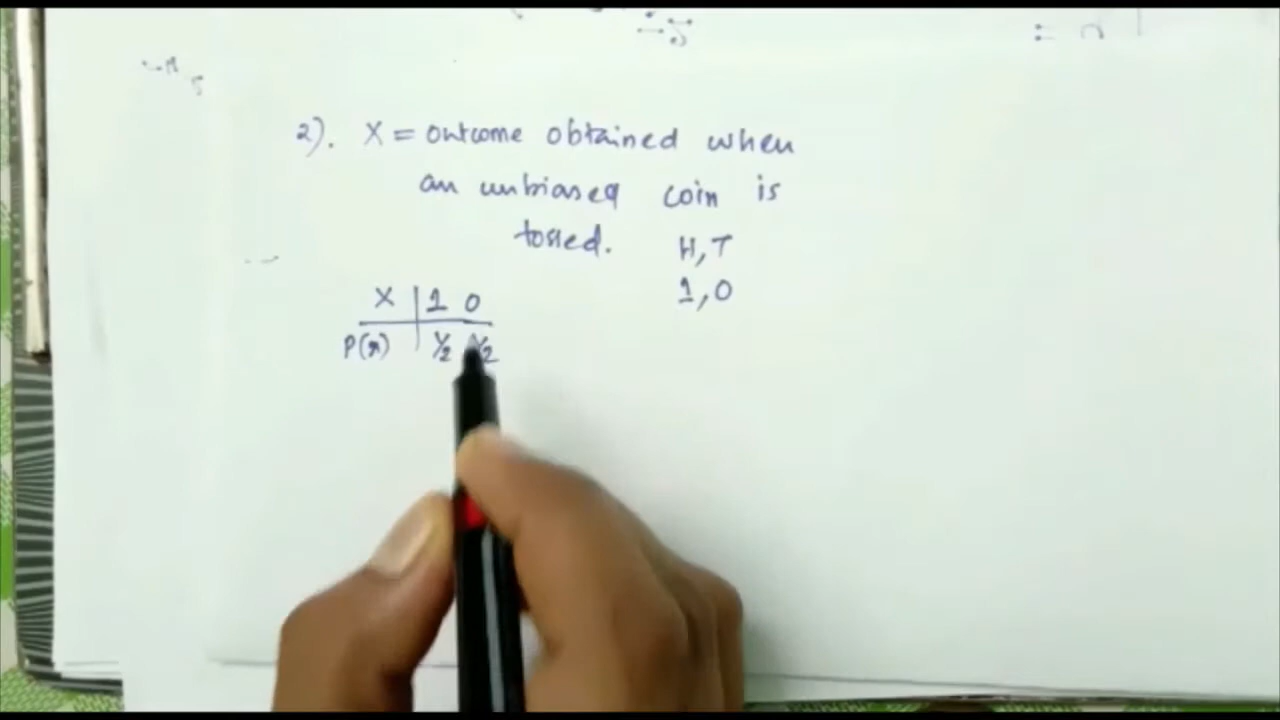 2). X = outcome obtained when
an unbiased coin is
tossed. H,T
1,0
X | 1 0
P(x) | 1/2 1/2